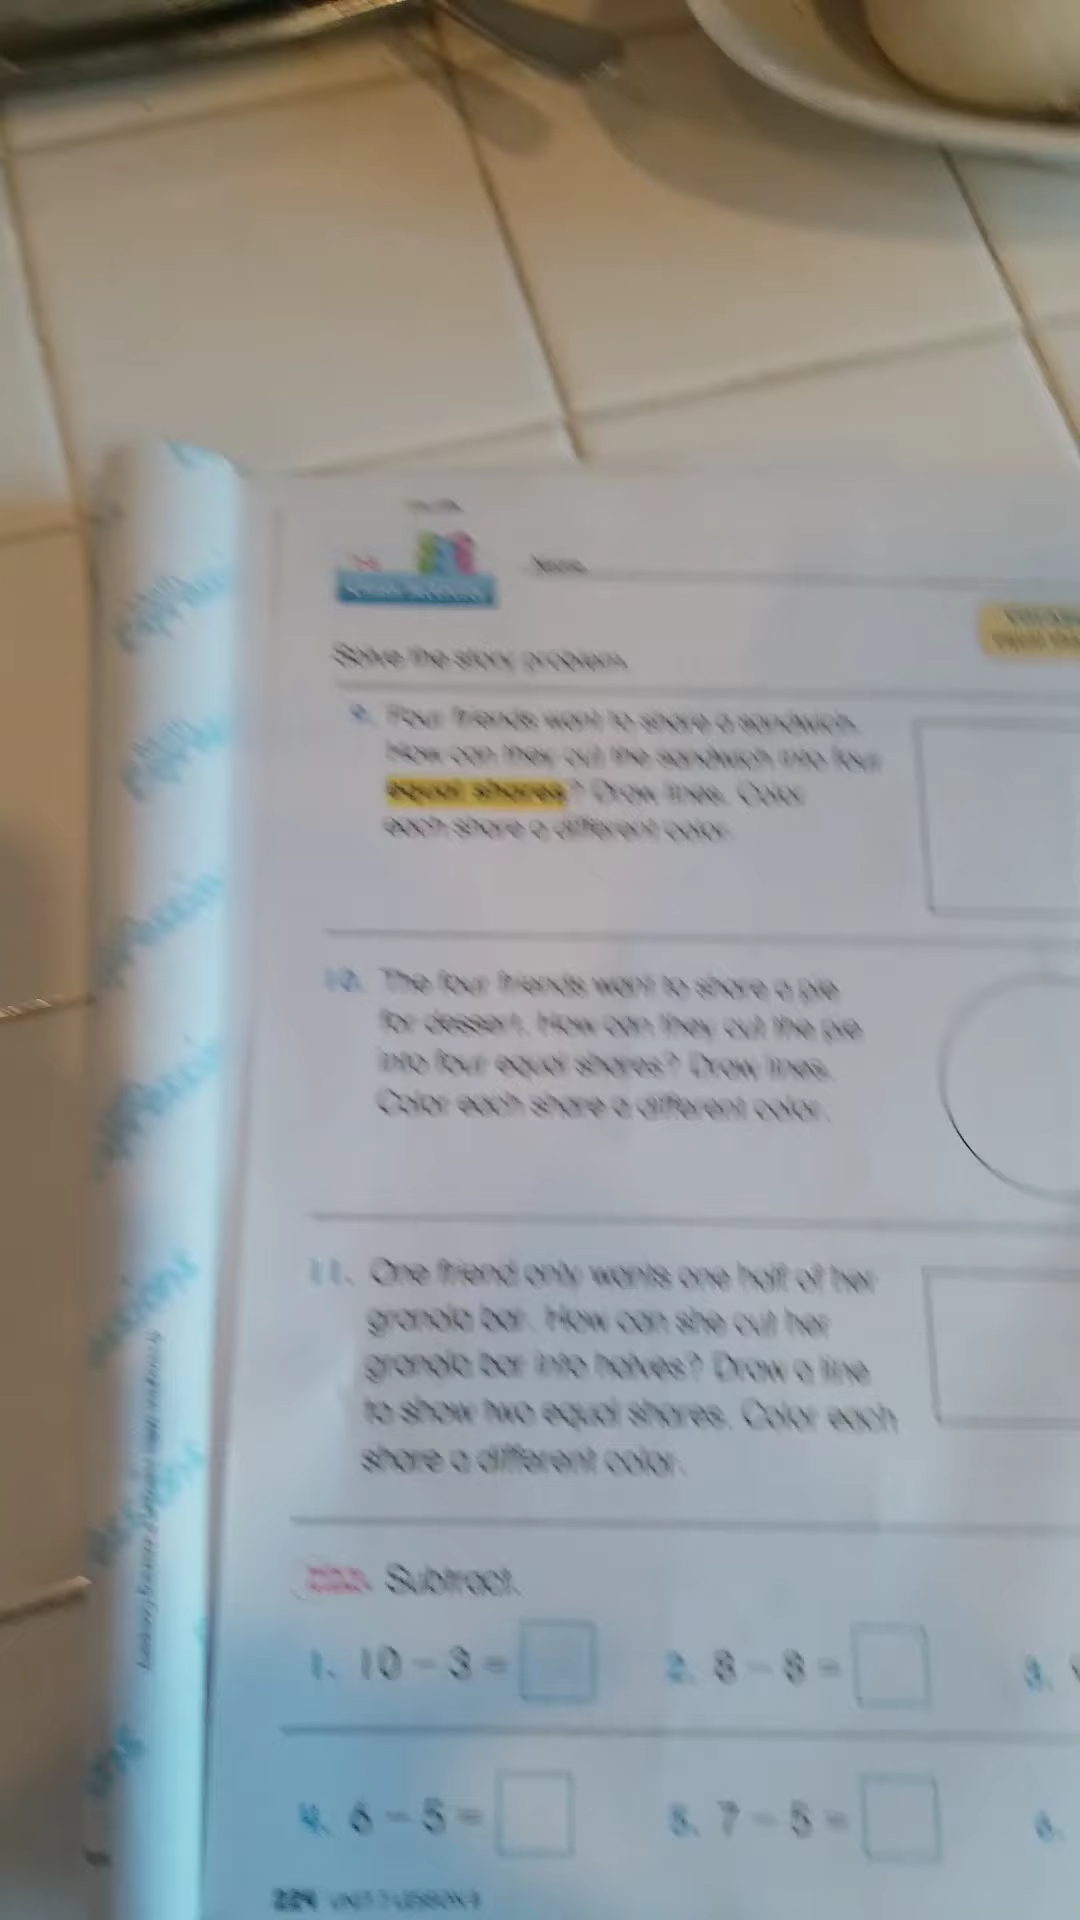 Name
Solve the story problem.
9. Four friends want to share a sandwich.
How can they cut the sandwich into four
equal shares? Draw lines. Color
each share a different color.
10. The four friends want to share a pie
for dessert. How can they cut the pie
into four equal shares? Draw lines.
Color each share a different color.
11. One friend only wants one half of her
granola bar. How can she cut her
granola bar into halves? Draw a line
to show two equal shares. Color each
share a different color.
Subtract.
1. 10 - 3 =
2. 8 - 8 =
3.
4. 6 - 5 =
5. 7 - 5 =
6.
UNIT 7 LESSON